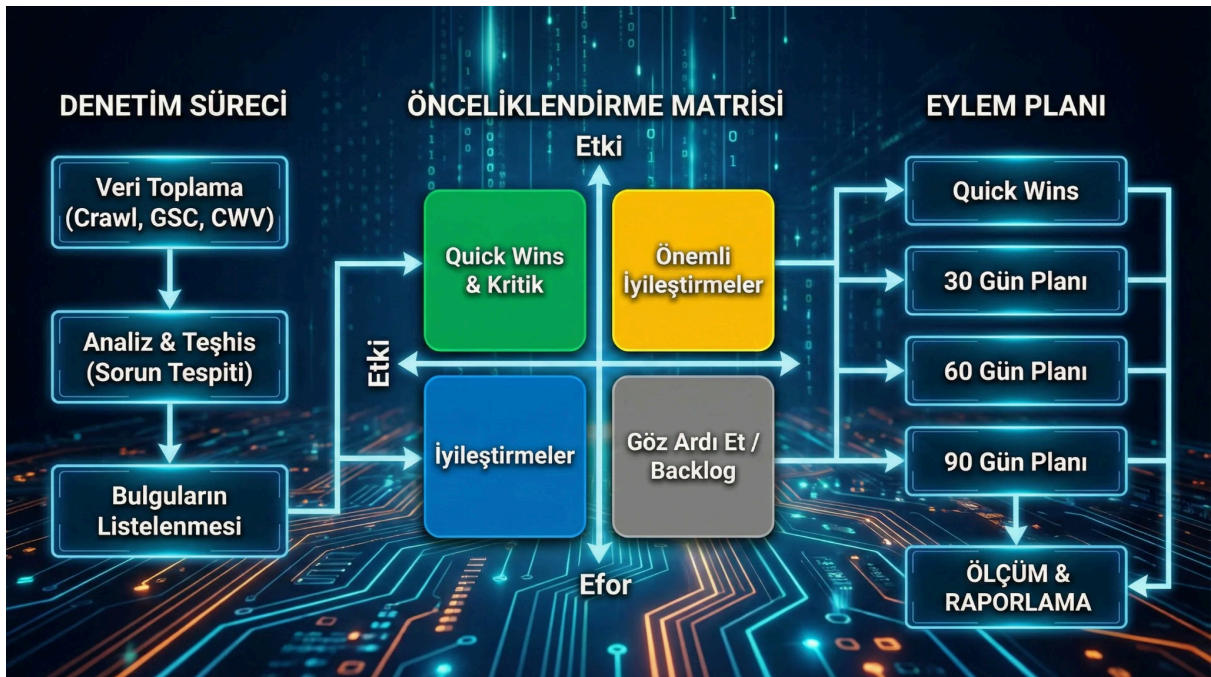 DENETİM SÜRECİ
Veri Toplama
(Crawl, GSC, CWV)
Analiz & Teşhis
(Sorun Tespiti)
Bulguların
Listelenmesi
ÖNCELİKLENDİRME MATRİSİ
Etki
Quick Wins
& Kritik
Önemli
İyileştirmeler
Etki
İyileştirmeler
Göz Ardı Et /
Backlog
Efor
EYLEM PLANI
Quick Wins
30 Gün Planı
60 Gün Planı
90 Gün Planı
ÖLÇÜM &
RAPORLAMA